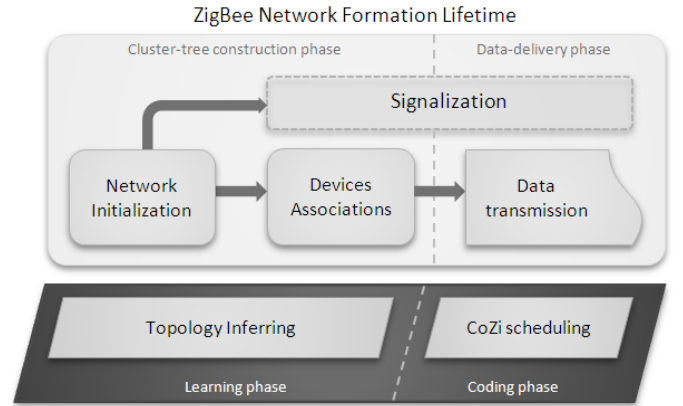 ZigBee Network Formation Lifetime
Cluster-tree construction phase
Data-delivery phase
Signalization
Network
Initialization
Devices
Associations
Data
transmission
Topology Inferring
CoZi scheduling
Learning phase
Coding phase